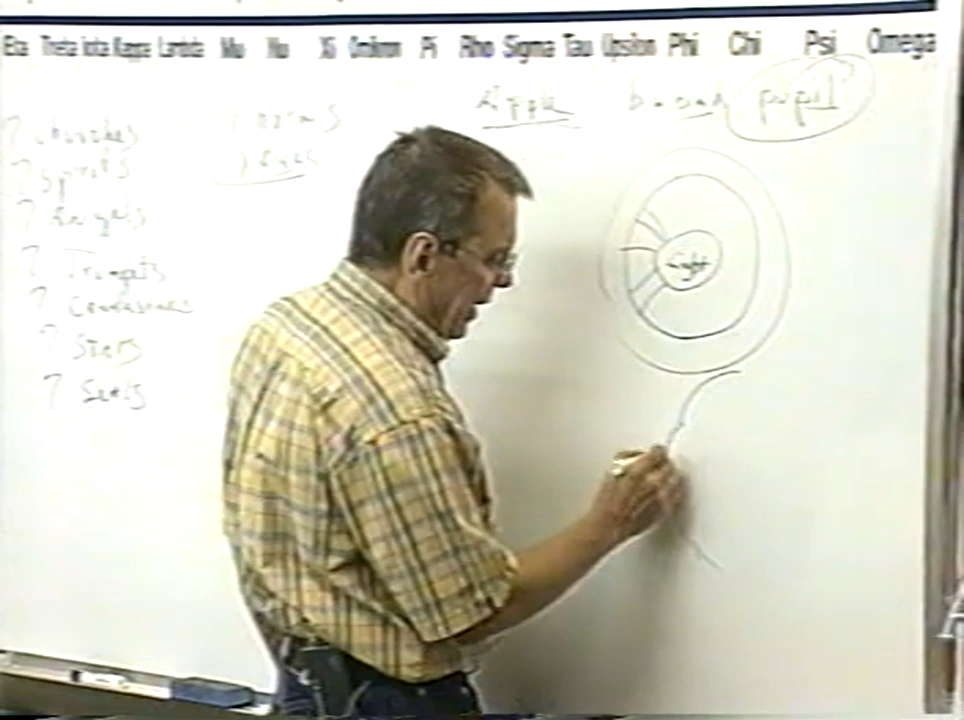 Eta Theta Iota Kappa Lambda Mu Nu Xi Omikron Pi Rho Sigma Tau Upsilon Phi Chi Psi Omega
Apple pupil
7 churches 7 horns
7 Spirits 7 Eyes
7 Angels
7 Trumpets
7
7 Stars
7 Seals
Light